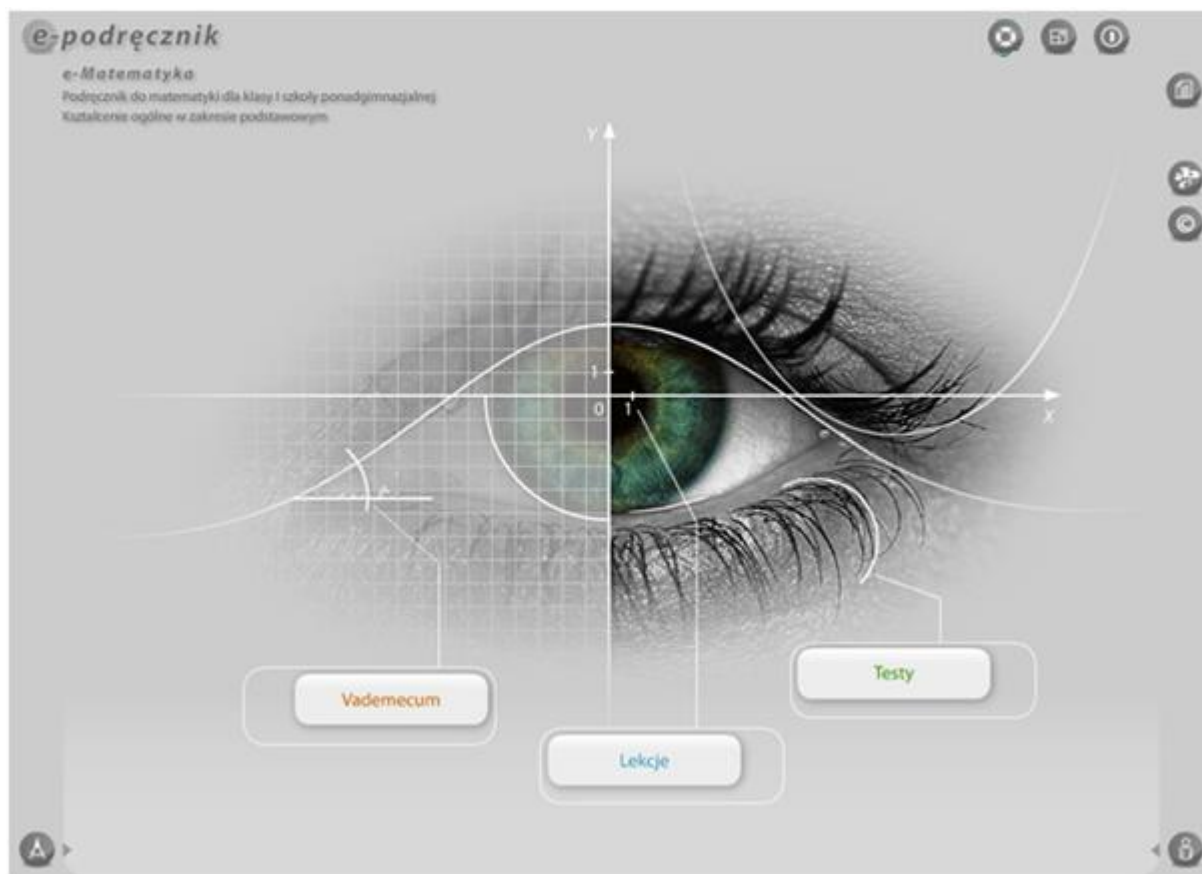 e-podręcznik
e-Matematyka
Podręcznik do matematyki dla klasy I szkoły ponadgimnazjalnej
Kształcenie ogólne w zakresie podstawowym
Y
1
0 1
X
Vademecum
Testy
Lekcje